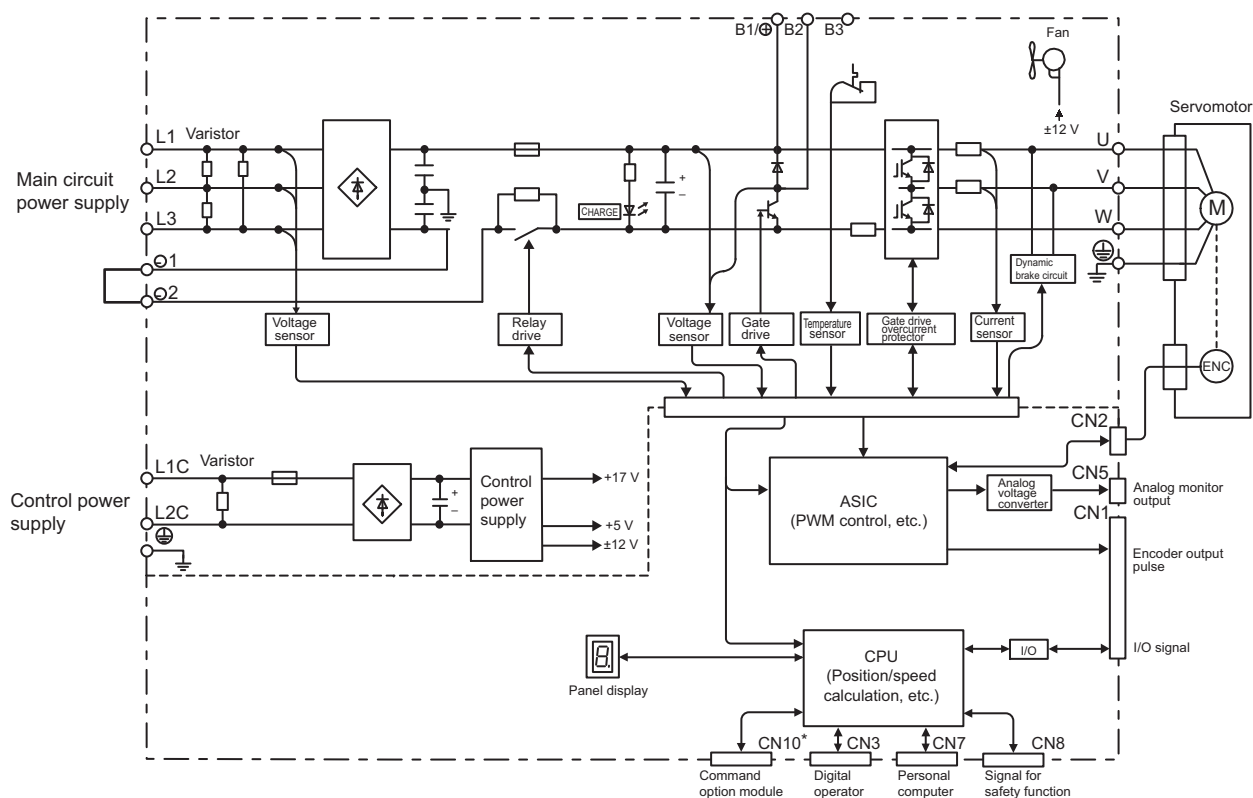 B1/⊕ B2 B3
Fan
±12 V
Servomotor
Main circuit
power supply
L1 Varistor
L2
L3
⊖1
⊖2
CHARGE
+
–
U
V
W
M
Dynamic
brake circuit
Voltage
sensor
Relay
drive
Voltage
sensor
Gate
drive
Temperature
sensor
Gate drive
overcurrent
protector
Current
sensor
ENC
CN2
Control power
supply
L1C Varistor
L2C
+
–
Control
power
supply
+17 V
+5 V
±12 V
ASIC
(PWM control, etc.)
Analog
voltage
converter
CN5
Analog monitor
output
CN1
Encoder output
pulse
I/O
I/O signal
8.
Panel display
CPU
(Position/speed
calculation, etc.)
CN10* CN3 CN7 CN8
Command
option module
Digital
operator
Personal
computer
Signal for
safety function